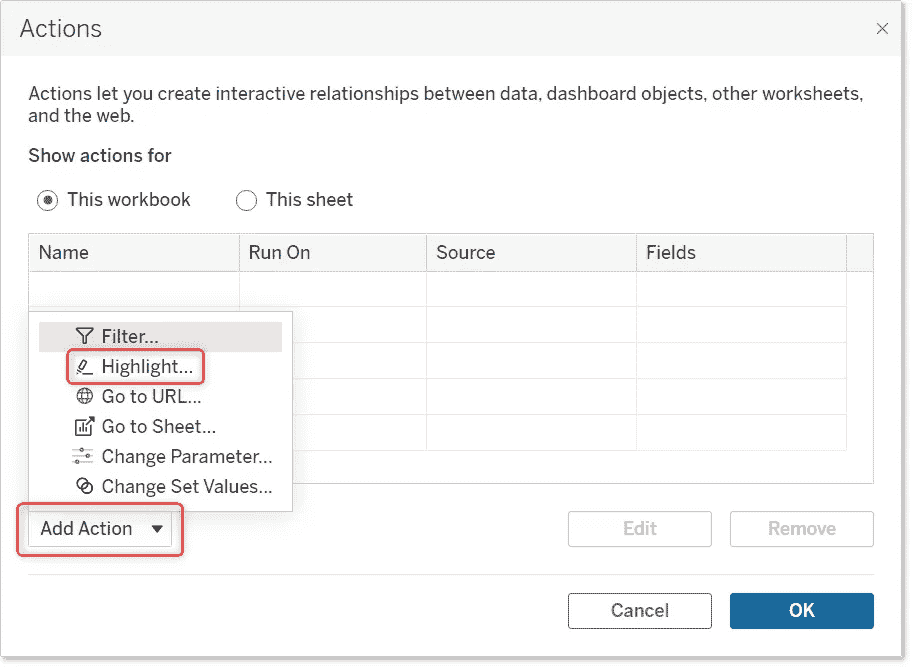 Actions
Actions let you create interactive relationships between data, dashboard objects, other worksheets,
and the web.
Show actions for
This workbook
This sheet
Name
Run On
Source
Fields
Filter...
Highlight...
Go to URL...
Go to Sheet...
Change Parameter...
Change Set Values...
Add Action
Edit
Remove
Cancel
OK